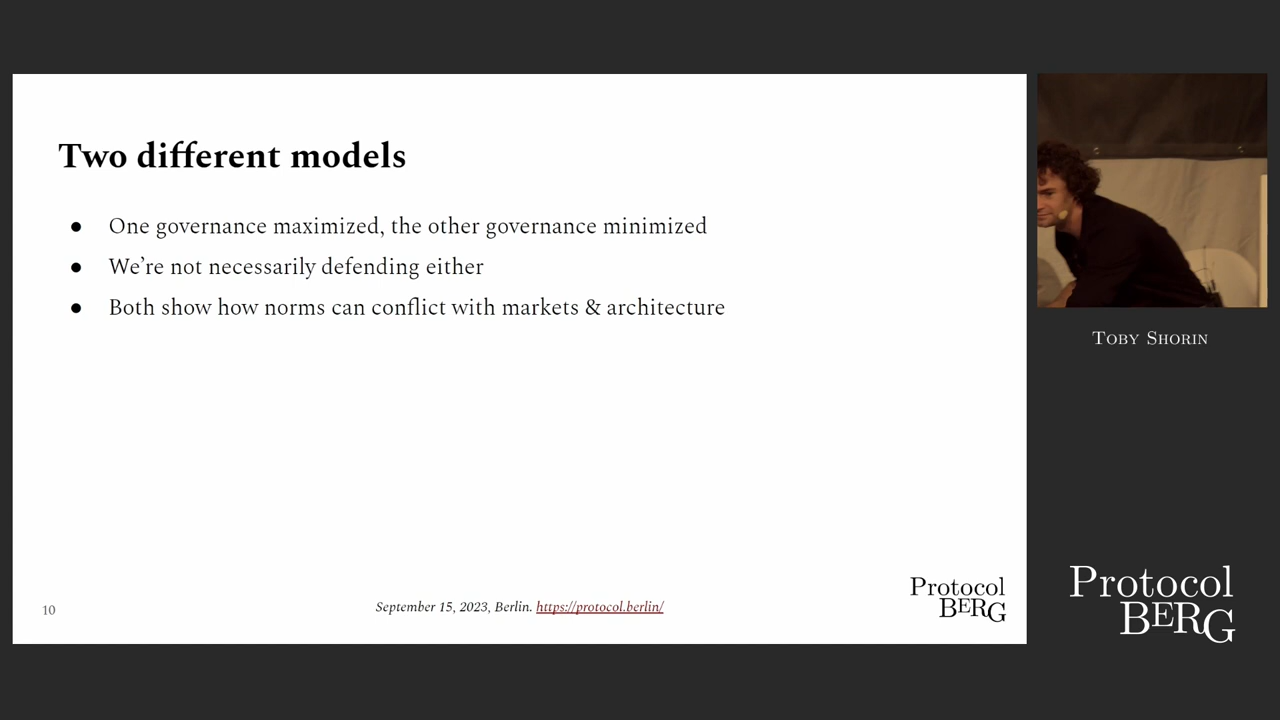 Two different models
● One governance maximized, the other governance minimized
● We’re not necessarily defending either
● Both show how norms can conflict with markets & architecture
10
September 15, 2023, Berlin. https://protocol.berlin/
Protocol
BERG
Toby Shorin
Protocol
BERG